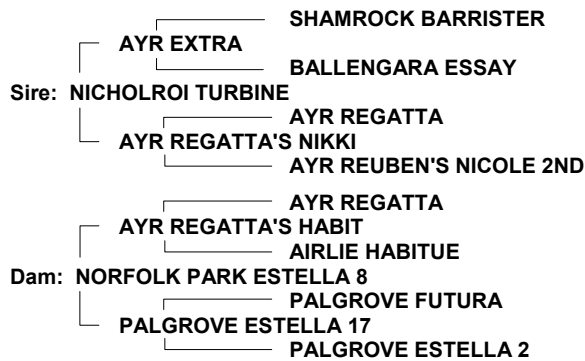 SHAMROCK BARRISTER
AYR EXTRA
BALLENGARA ESSAY
Sire: NICHOLROI TURBINE
AYR REGATTA
AYR REGATTA'S NIKKI
AYR REUBEN'S NICOLE 2ND
AYR REGATTA
AYR REGATTA'S HABIT
AIRLIE HABITUE
Dam: NORFOLK PARK ESTELLA 8
PALGROVE FUTURA
PALGROVE ESTELLA 17
PALGROVE ESTELLA 2